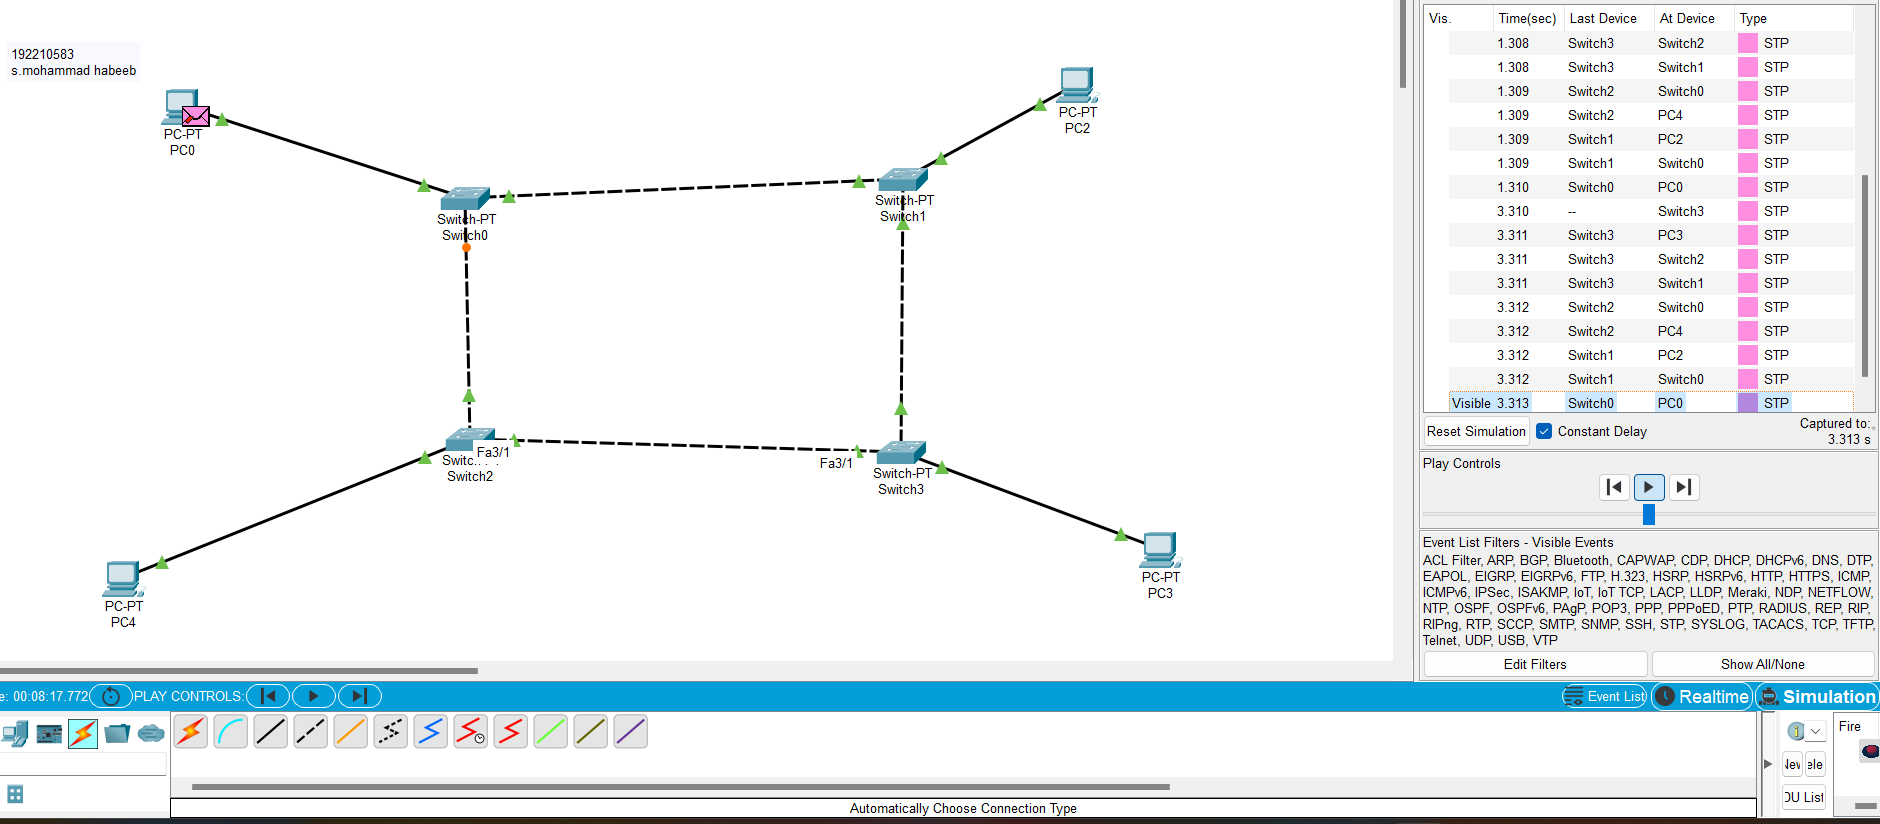 192210583
s.mohammad habeeb
PC-PT
PC0
PC-PT
PC2
Switch-PT
Switch0
Switch-PT
Switch1
Fa3/1
Switch2
Fa3/1
Switch-PT
Switch3
PC-PT
PC3
PC-PT
PC4
Vis. Time(sec) Last Device At Device Type
1.308 Switch3 Switch2 STP
1.308 Switch3 Switch1 STP
1.309 Switch2 Switch0 STP
1.309 Switch2 PC4 STP
1.309 Switch1 PC2 STP
1.309 Switch1 Switch0 STP
1.310 Switch0 PC0 STP
3.310 -- Switch3 STP
3.311 Switch3 PC3 STP
3.311 Switch3 Switch2 STP
3.311 Switch3 Switch1 STP
3.312 Switch2 Switch0 STP
3.312 Switch2 PC4 STP
3.312 Switch1 PC2 STP
3.312 Switch1 Switch0 STP
Visible 3.313 Switch0 PC0 STP
Reset Simulation Constant Delay
Captured to:
3.313 s
Play Controls
Event List Filters - Visible Events
ACL Filter, ARP, BGP, Bluetooth, CAPWAP, CDP, DHCP, DHCPv6, DNS, DTP,
EAPOL, EIGRP, EIGRPv6, FTP, H.323, HSRP, HSRPv6, HTTP, HTTPS, ICMP,
ICMPv6, IPSec, ISAKMP, IoT, IoT TCP, LACP, LLDP, Meraki, NDP, NETFLOW,
NTP, OSPF, OSPFv6, PAgP, POP3, PPP, PPPoED, PTP, RADIUS, REP, RIP,
RIPng, RTP, SCCP, SMTP, SNMP, SSH, STP, SYSLOG, TACACS, TCP, TFTP,
Telnet, UDP, USB, VTP
Edit Filters Show All/None
e: 00:08:17.772 PLAY CONTROLS: Event List Realtime Simulation
Fire
Automatically Choose Connection Type